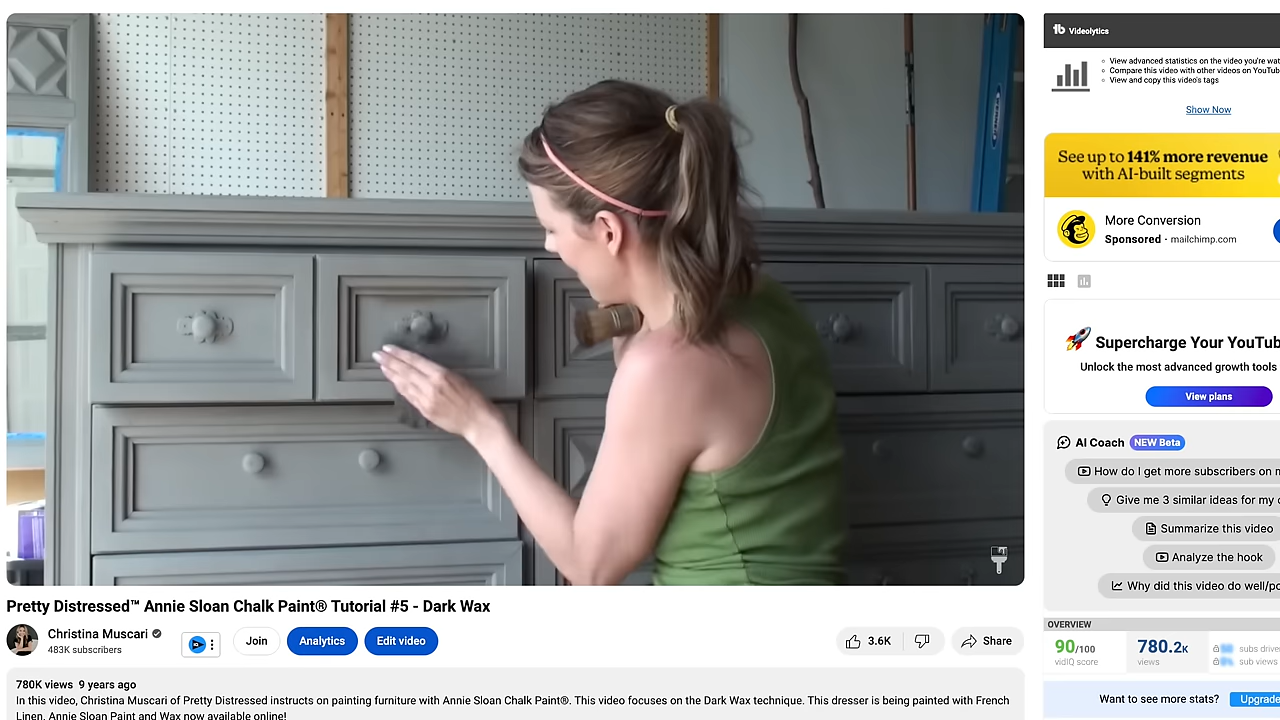 Videolytics
View advanced statistics on the video you're wat
Compare this video with other videos on YouTub
View and copy this video's tags
Show Now
See up to 141% more revenue
with AI-built segments
More Conversion
Sponsored · mailchimp.com
🚀 Supercharge Your YouTub
Unlock the most advanced growth tools
View plans
AI Coach NEW Beta
How do I get more subscribers on m
Give me 3 similar ideas for my c
Summarize this video
Analyze the hook
Why did this video do well/po
OVERVIEW
90/100 780.2K subs drive
vidIQ score views sub views
Want to see more stats? Upgrade
Pretty Distressed™ Annie Sloan Chalk Paint® Tutorial #5 - Dark Wax
Christina Muscari
483K subscribers
Join Analytics Edit video 3.6K Share
780K views 9 years ago
In this video, Christina Muscari of Pretty Distressed instructs on painting furniture with Annie Sloan Chalk Paint®. This video focuses on the Dark Wax technique. This dresser is being painted with French
Linen. Annie Sloan Paint and Wax now available online!